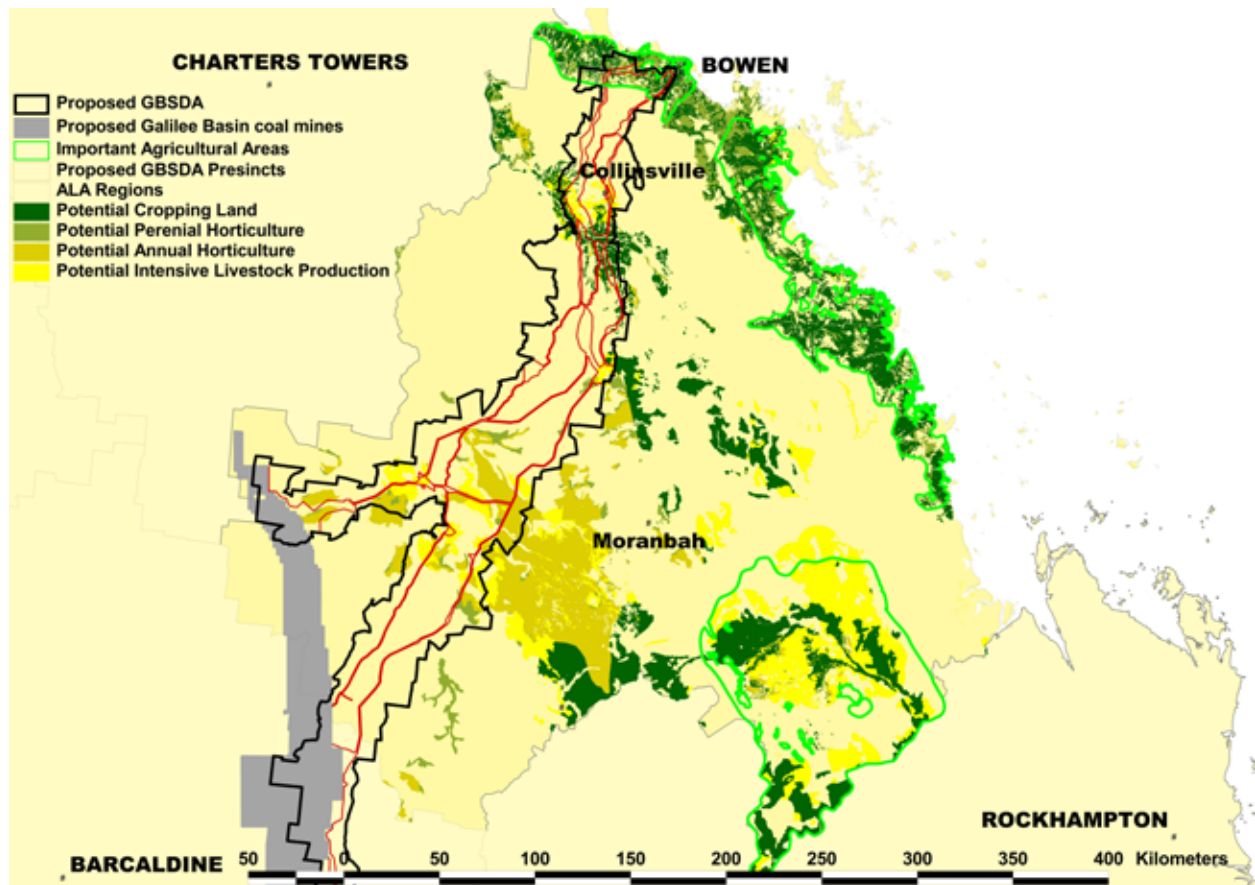 CHARTERS TOWERS
BOWEN
Proposed GBSDA
Proposed Galilee Basin coal mines
Important Agricultural Areas
Proposed GBSDA Presincts
ALA Regions
Potential Cropping Land
Potential Perenial Horticulture
Potential Annual Horticulture
Potential Intensive Livestock Production
Collinsville
Moranbah
ROCKHAMPTON
BARCALDINE
50 0 50 100 150 200 250 300 350 400 Kilometers